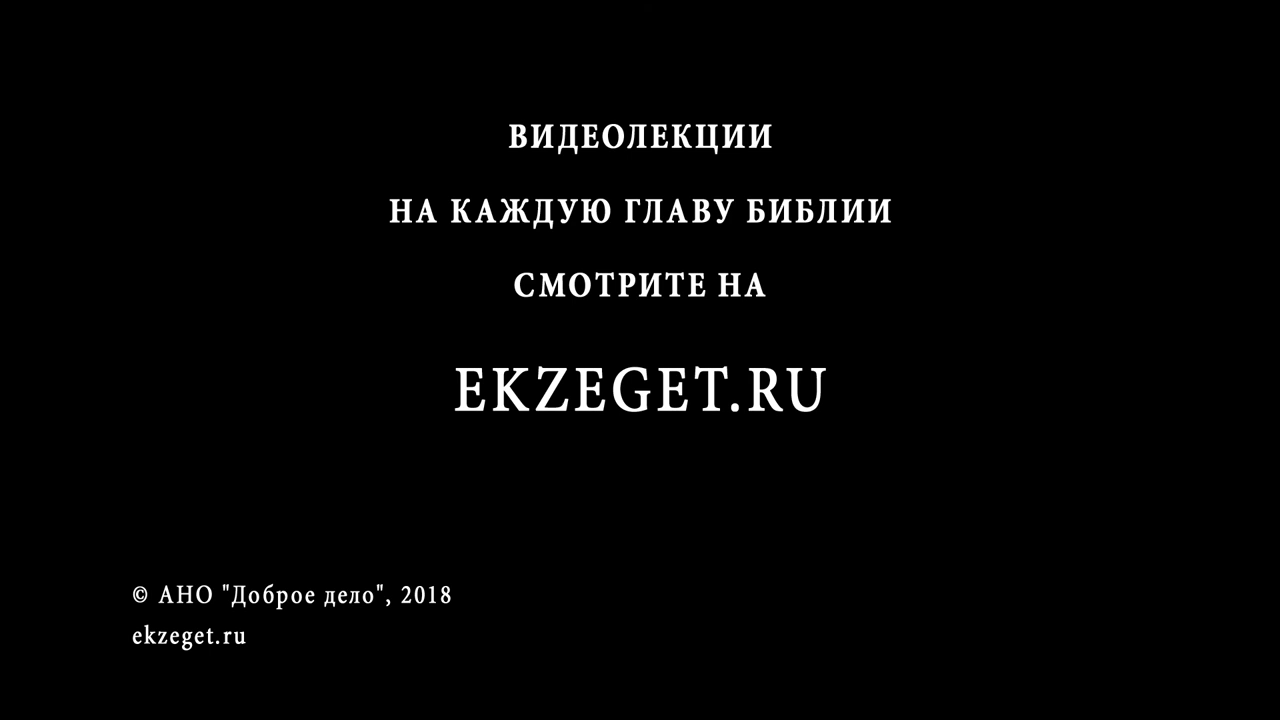 ВИДЕОЛЕКЦИИ
НА КАЖДУЮ ГЛАВУ БИБЛИИ
СМОТРИТЕ НА
EKZEGET.RU
© АНО "Доброе дело", 2018
ekzeget.ru